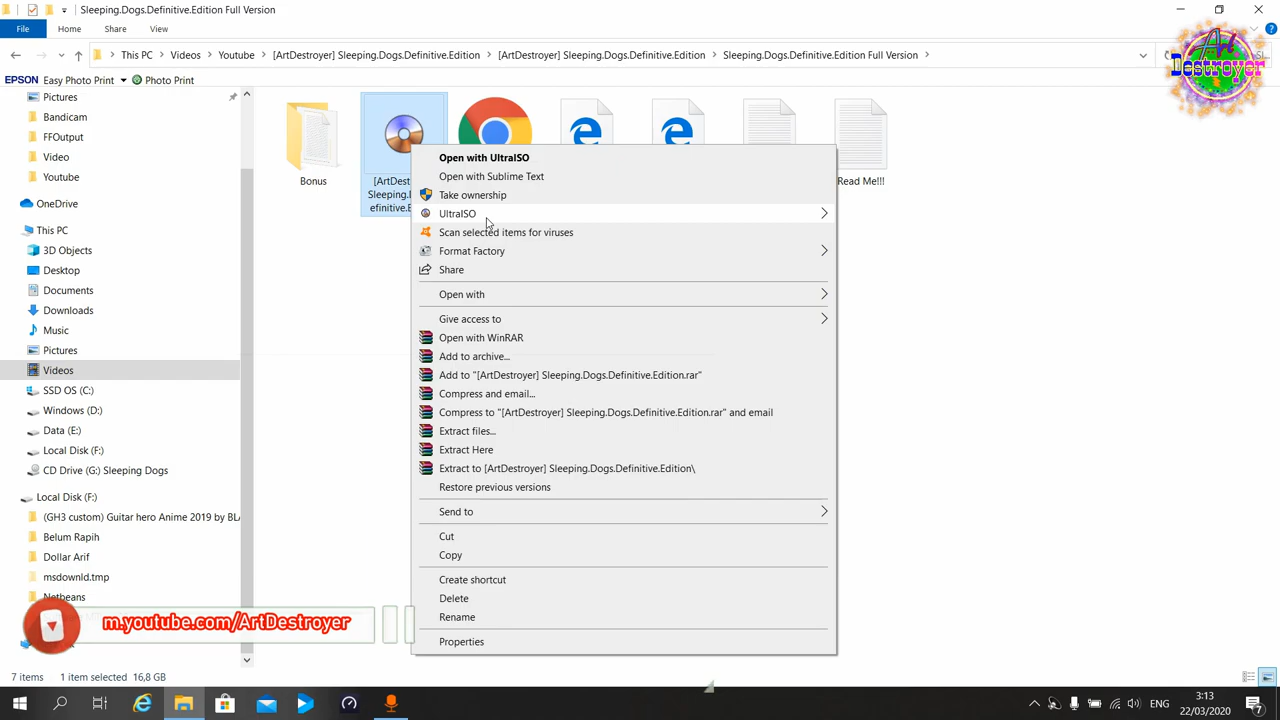 Sleeping.Dogs.Definitive.Edition Full Version
File Home Share View
This PC Videos Youtube [ArtDestroyer] Sleeping.Dogs.Definitive.Edition [ArtDestroyer] Sleeping.Dogs.Definitive.Edition Sleeping.Dogs.Definitive.Edition Full Version
Art
Destroyer
EPSON Easy Photo Print Photo Print
Pictures
Bandicam
FFOutput
Video
Youtube
OneDrive
This PC
3D Objects
Desktop
Documents
Downloads
Music
Pictures
Videos
SSD OS (C:)
Windows (D:)
Data (E:)
Local Disk (F:)
CD Drive (G:) Sleeping Dogs
Local Disk (F:)
(GH3 custom) Guitar hero Anime 2019 by BL
Belum Rapih
Dollar Arif
msdownld.tmp
Netbeans
Bonus
[ArtDest
Sleeping.D
efinitive.E
Read Me!!!
Open with UltraISO
Open with Sublime Text
Take ownership
UltraISO
Scan selected items for viruses
Format Factory
Share
Open with
Give access to
Open with WinRAR
Add to archive...
Add to "[ArtDestroyer] Sleeping.Dogs.Definitive.Edition.rar"
Compress and email...
Compress to "[ArtDestroyer] Sleeping.Dogs.Definitive.Edition.rar" and email
Extract files...
Extract Here
Extract to [ArtDestroyer] Sleeping.Dogs.Definitive.Edition\
Restore previous versions
Send to
Cut
Copy
Create shortcut
Delete
Rename
Properties
m.youtube.com/ArtDestroyer
7 items 1 item selected 16,8 GB
ENG
3:13
22/03/2020
7